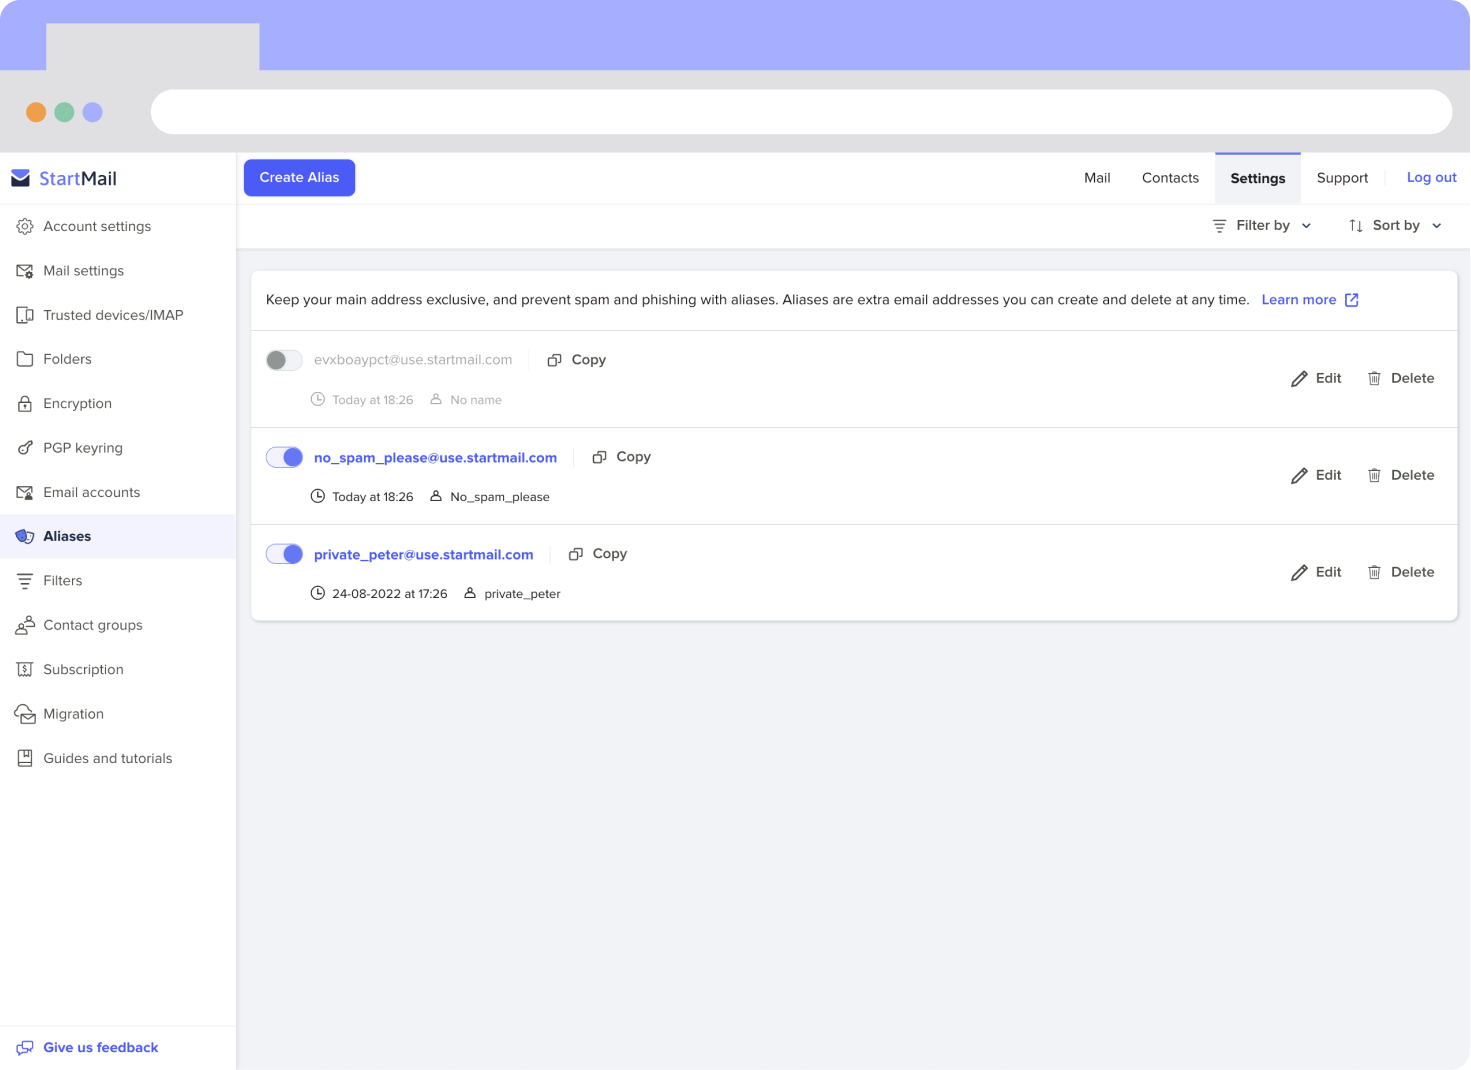 StartMail
Create Alias
Mail
Contacts
Settings
Support
Log out
Filter by
Sort by
Account settings
Mail settings
Trusted devices/IMAP
Folders
Encryption
PGP keyring
Email accounts
Aliases
Filters
Contact groups
Subscription
Migration
Guides and tutorials
Give us feedback
Keep your main address exclusive, and prevent spam and phishing with aliases. Aliases are extra email addresses you can create and delete at any time. Learn more
evxboaypct@use.startmail.com Copy
Today at 18:26 No name
Edit Delete
no_spam_please@use.startmail.com Copy
Today at 18:26 No_spam_please
Edit Delete
private_peter@use.startmail.com Copy
24-08-2022 at 17:26 private_peter
Edit Delete